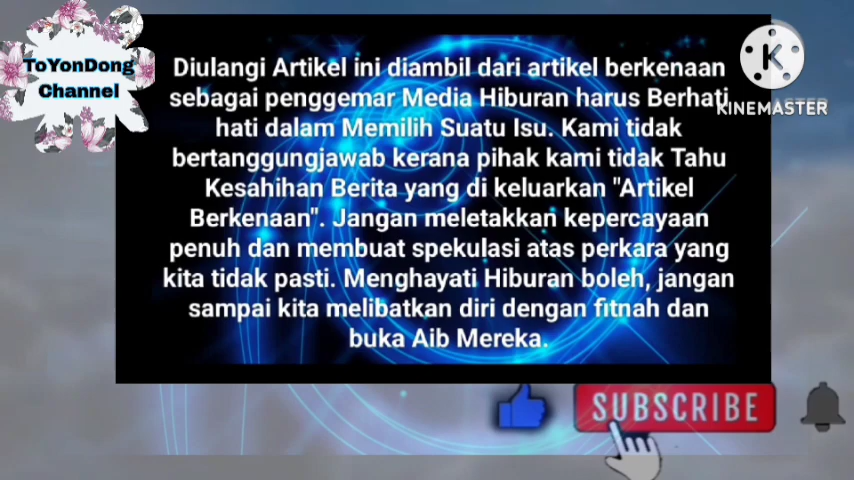 ToYonDong
Channel
Diulangi Artikel ini diambil dari artikel berkenaan
sebagai penggemar Media Hiburan harus Berhati
hati dalam Memilih Suatu Isu. Kami tidak
bertanggungjawab kerana pihak kami tidak Tahu
Kesahihan Berita yang di keluarkan "Artikel
Berkenaan". Jangan meletakkan kepercayaan
penuh dan membuat spekulasi atas perkara yang
kita tidak pasti. Menghayati Hiburan boleh, jangan
sampai kita melibatkan diri dengan fitnah dan
buka Aib Mereka.
K
KINEMASTER
SUBSCRIBE